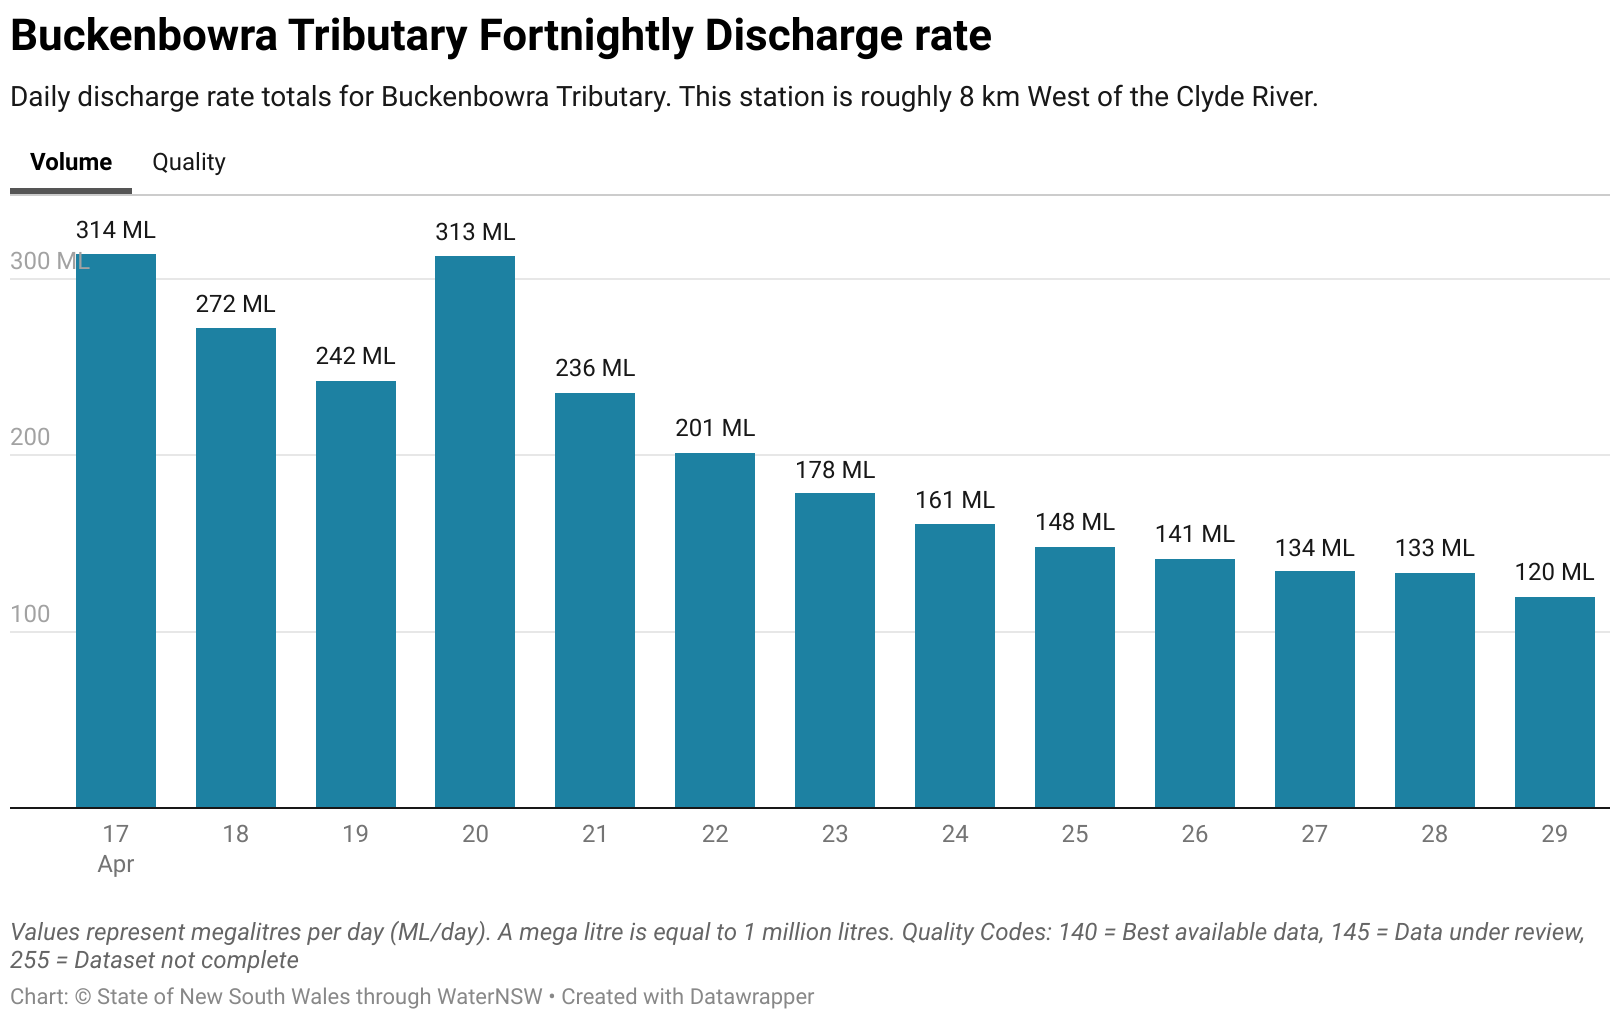 Buckenbowra Tributary Fortnightly Discharge rate
Daily discharge rate totals for Buckenbowra Tributary. This station is roughly 8 km West of the Clyde River.
Volume Quality
314 ML
313 ML
300 ML
272 ML
242 ML
236 ML
200
201 ML
178 ML
161 ML
148 ML
141 ML
134 ML
133 ML
120 ML
100
17 18 19 20 21 22 23 24 25 26 27 28 29
Apr
Values represent megalitres per day (ML/day). A mega litre is equal to 1 million litres. Quality Codes: 140 = Best available data, 145 = Data under review,
255 = Dataset not complete
Chart: © State of New South Wales through WaterNSW • Created with Datawrapper